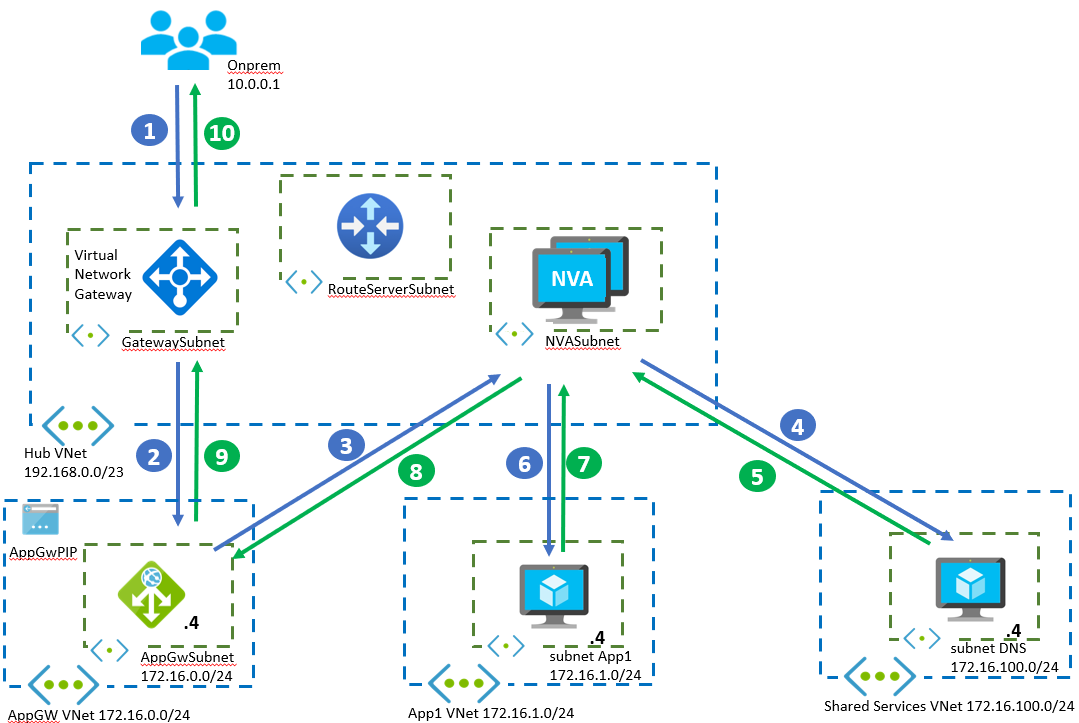 Onprem
10.0.0.1
1
10
Virtual
Network
Gateway
GatewaySubnet
RouteServerSubnet
NVA
NVASubnet
Hub VNet
192.168.0.0/23
2
9
3
8
6
7
4
5
AppGwPIP
.4
AppGwSubnet
172.16.0.0/24
AppGW VNet 172.16.0.0/24
.4
subnet App1
172.16.1.0/24
App1 VNet 172.16.1.0/24
.4
subnet DNS
172.16.100.0/24
Shared Services VNet 172.16.100.0/24